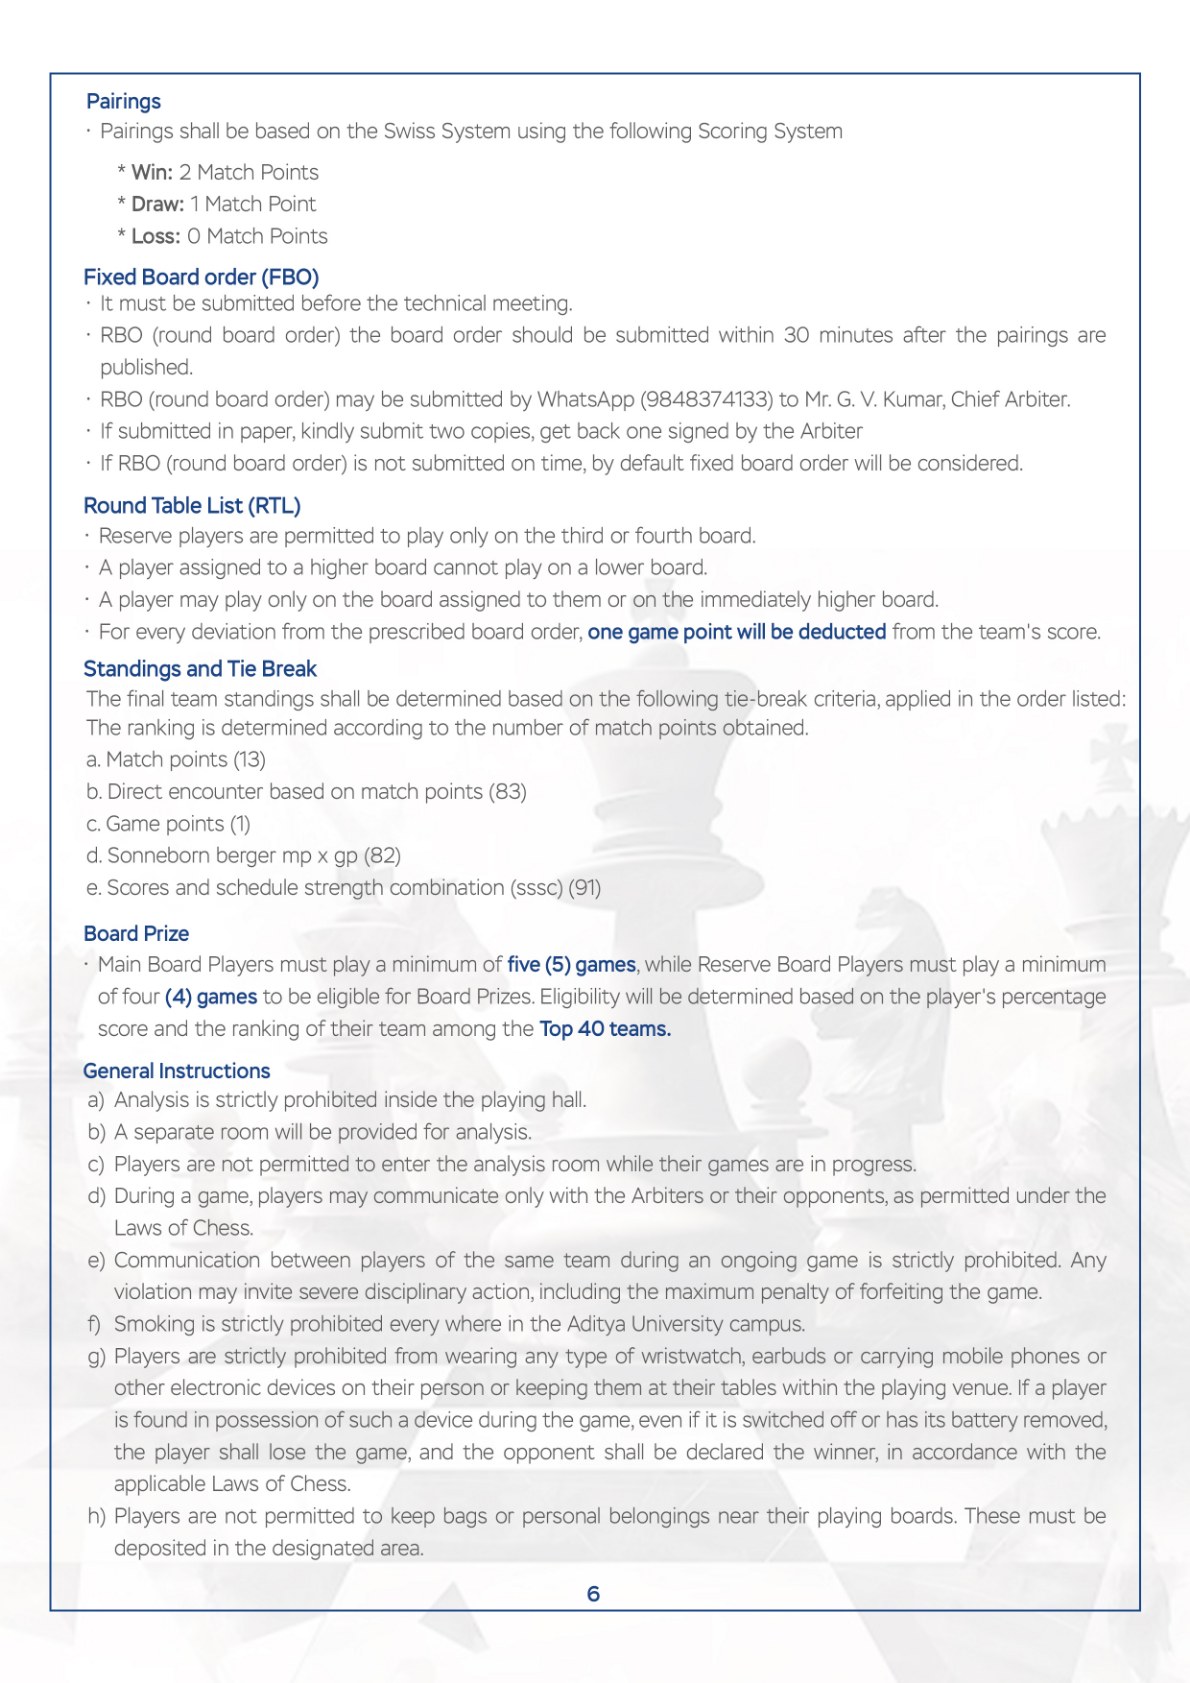 Pairings
· Pairings shall be based on the Swiss System using the following Scoring System
* Win: 2 Match Points
* Draw: 1 Match Point
* Loss: 0 Match Points
Fixed Board order (FBO)
· It must be submitted before the technical meeting.
· RBO (round board order) the board order should be submitted within 30 minutes after the pairings are
published.
· RBO (round board order) may be submitted by WhatsApp (9848374133) to Mr. G. V. Kumar, Chief Arbiter.
· If submitted in paper, kindly submit two copies, get back one signed by the Arbiter
· If RBO (round board order) is not submitted on time, by default fixed board order will be considered.
Round Table List (RTL)
· Reserve players are permitted to play only on the third or fourth board.
· A player assigned to a higher board cannot play on a lower board.
· A player may play only on the board assigned to them or on the immediately higher board.
· For every deviation from the prescribed board order, one game point will be deducted from the team's score.
Standings and Tie Break
The final team standings shall be determined based on the following tie-break criteria, applied in the order listed:
The ranking is determined according to the number of match points obtained.
a. Match points (13)
b. Direct encounter based on match points (83)
c. Game points (1)
d. Sonneborn berger mp x gp (82)
e. Scores and schedule strength combination (sssc) (91)
Board Prize
· Main Board Players must play a minimum of five (5) games, while Reserve Board Players must play a minimum
of four (4) games to be eligible for Board Prizes. Eligibility will be determined based on the player's percentage
score and the ranking of their team among the Top 40 teams.
General Instructions
a) Analysis is strictly prohibited inside the playing hall.
b) A separate room will be provided for analysis.
c) Players are not permitted to enter the analysis room while their games are in progress.
d) During a game, players may communicate only with the Arbiters or their opponents, as permitted under the
Laws of Chess.
e) Communication between players of the same team during an ongoing game is strictly prohibited. Any
violation may invite severe disciplinary action, including the maximum penalty of forfeiting the game.
f) Smoking is strictly prohibited every where in the Aditya University campus.
g) Players are strictly prohibited from wearing any type of wristwatch, earbuds or carrying mobile phones or
other electronic devices on their person or keeping them at their tables within the playing venue. If a player
is found in possession of such a device during the game, even if it is switched off or has its battery removed,
the player shall lose the game, and the opponent shall be declared the winner, in accordance with the
applicable Laws of Chess.
h) Players are not permitted to keep bags or personal belongings near their playing boards. These must be
deposited in the designated area.
6